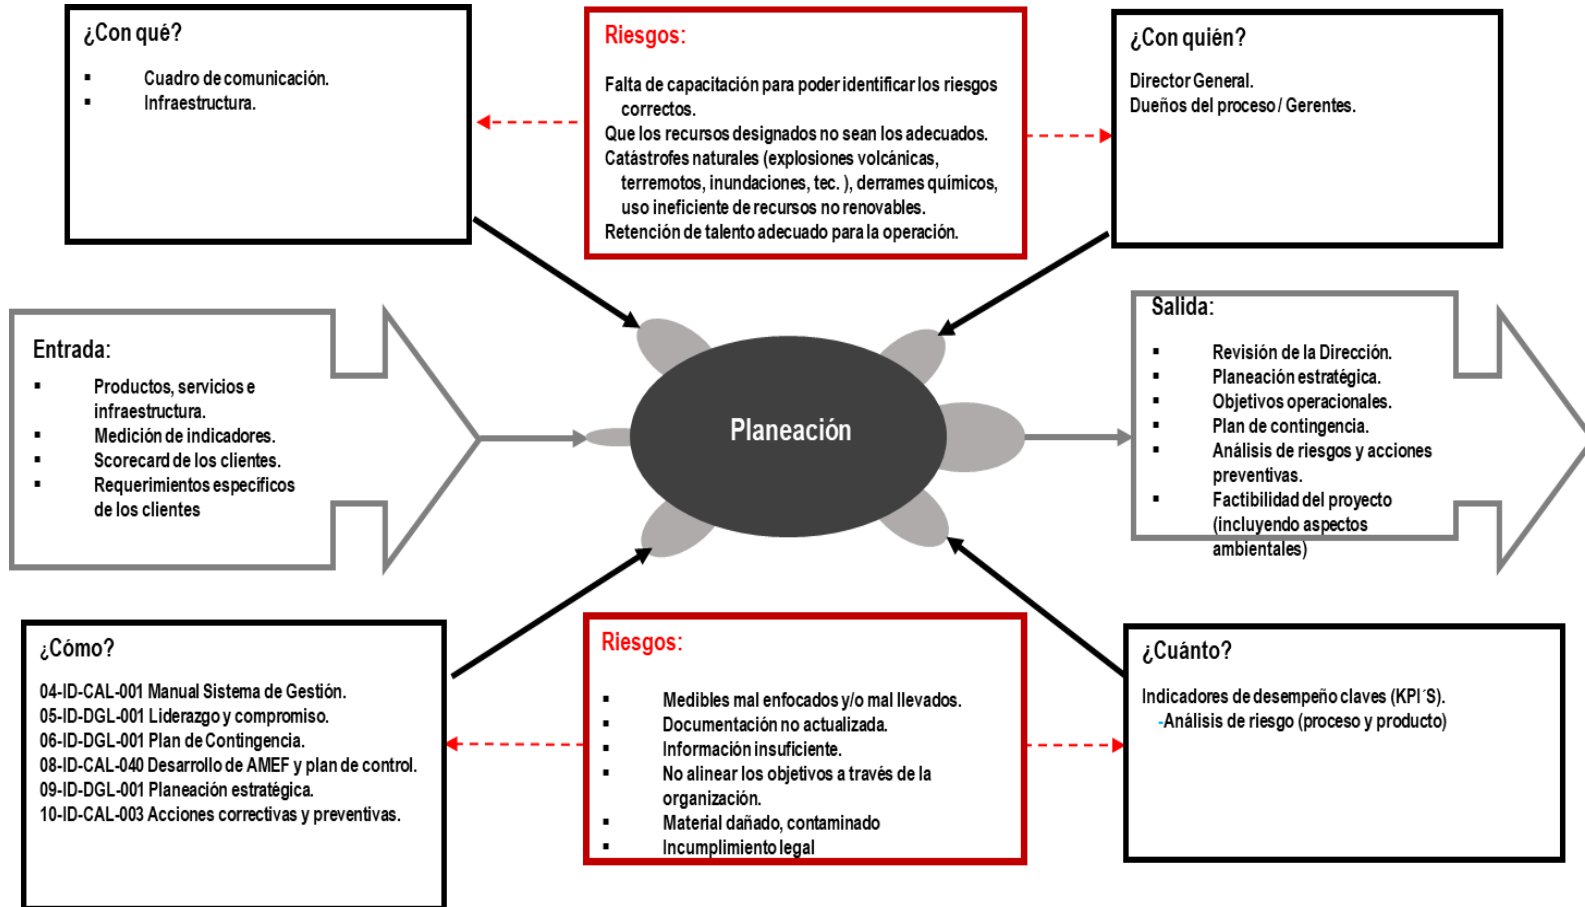 ¿Con qué?
▪ Cuadro de comunicación.
▪ Infraestructura.
Riesgos:
Falta de capacitación para poder identificar los riesgos
correctos.
Que los recursos designados no sean los adecuados.
Catástrofes naturales (explosiones volcánicas,
terremotos, inundaciones, tec. ), derrames químicos,
uso ineficiente de recursos no renovables.
Retención de talento adecuado para la operación.
¿Con quién?
Director General.
Dueños del proceso / Gerentes.
Entrada:
▪ Productos, servicios e
infraestructura.
▪ Medición de indicadores.
▪ Scorecard de los clientes.
▪ Requerimientos específicos
de los clientes
Planeación
Salida:
▪ Revisión de la Dirección.
▪ Planeación estratégica.
▪ Objetivos operacionales.
▪ Plan de contingencia.
▪ Análisis de riesgos y acciones
preventivas.
▪ Factibilidad del proyecto
(incluyendo aspectos
ambientales)
¿Cómo?
04-ID-CAL-001 Manual Sistema de Gestión.
05-ID-DGL-001 Liderazgo y compromiso.
06-ID-DGL-001 Plan de Contingencia.
08-ID-CAL-040 Desarrollo de AMEF y plan de control.
09-ID-DGL-001 Planeación estratégica.
10-ID-CAL-003 Acciones correctivas y preventivas.
Riesgos:
▪ Medibles mal enfocados y/o mal llevados.
▪ Documentación no actualizada.
▪ Información insuficiente.
▪ No alinear los objetivos a través de la
organización.
▪ Material dañado, contaminado
▪ Incumplimiento legal
¿Cuánto?
Indicadores de desempeño claves (KPI´S).
-Análisis de riesgo (proceso y producto)